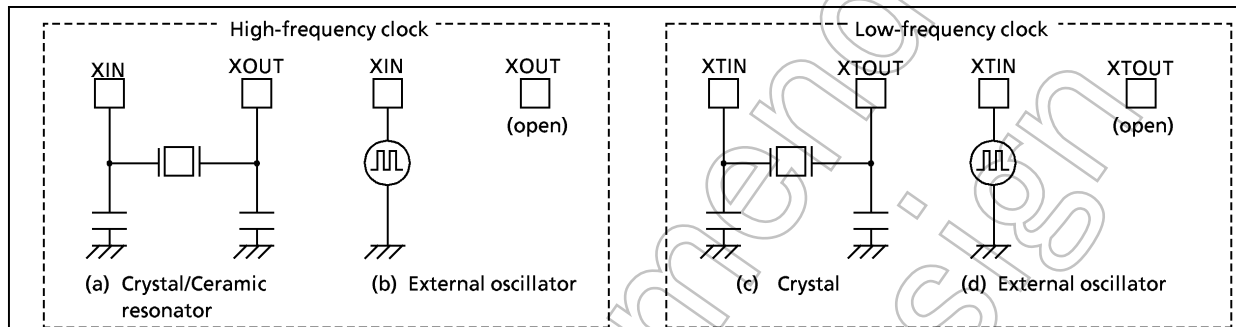 High-frequency clock
XIN
XOUT
XIN
XOUT
(open)
(a) Crystal/Ceramic
resonator
(b) External oscillator
Low-frequency clock
XTIN
XTOUT
XTIN
XTOUT
(open)
(c) Crystal
(d) External oscillator